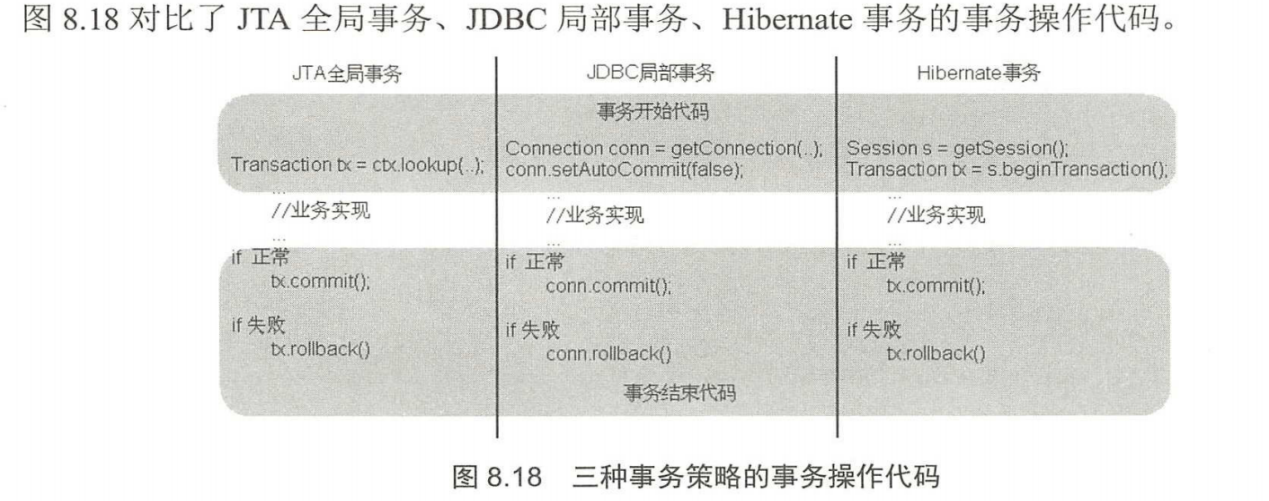 图 8.18 对比了 JTA 全局事务、JDBC 局部事务、Hibernate 事务的事务操作代码。
JTA全局事务
JDBC局部事务
Hibernate事务
事务开始代码
Transaction tx = ctx.lookup(..);
Connection conn = getConnection(..);
conn.setAutoCommit(false);
Session s = getSession();
Transaction tx = s.beginTransaction();
...
//业务实现
...
if 正常
tx.commit();
if 失败
tx.rollback()
...
//业务实现
...
if 正常
conn.commit();
if 失败
conn.rollback()
...
//业务实现
...
if 正常
tx.commit();
if 失败
tx.rollback()
事务结束代码
图 8.18 三种事务策略的事务操作代码